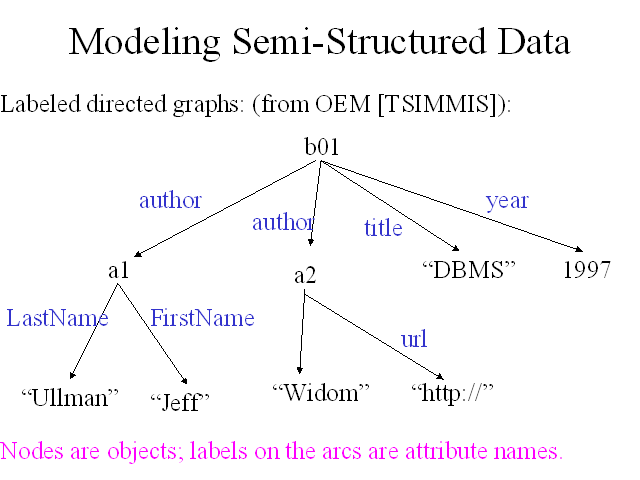 Modeling Semi-Structured Data
Labeled directed graphs: (from OEM [TSIMMIS]):
b01
author
author
title
year
a1
a2
“DBMS”
1997
LastName
FirstName
url
“Ullman”
“Jeff”
“Widom”
“http://”
Nodes are objects; labels on the arcs are attribute names.